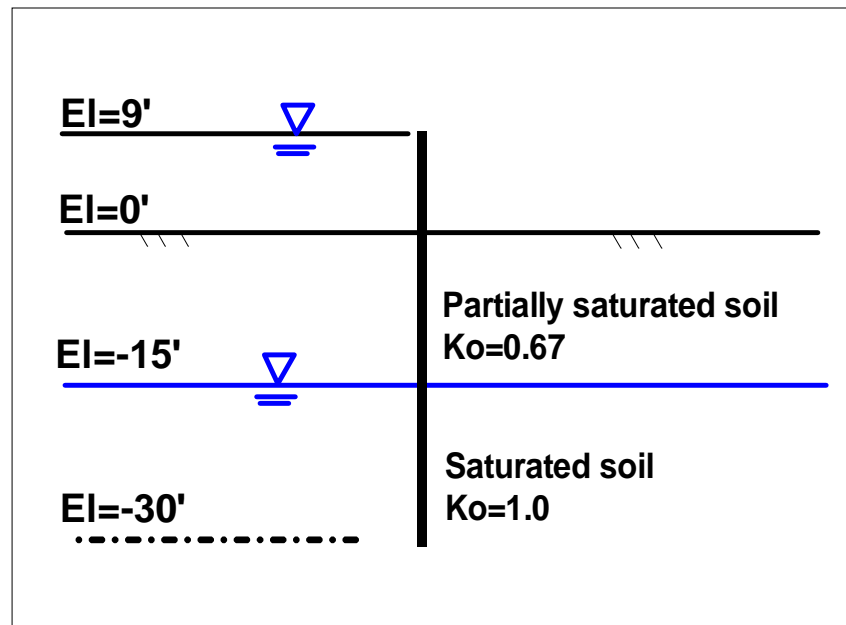 El=9'
El=0'
Partially saturated soil
Ko=0.67
El=-15'
Saturated soil
Ko=1.0
El=-30'